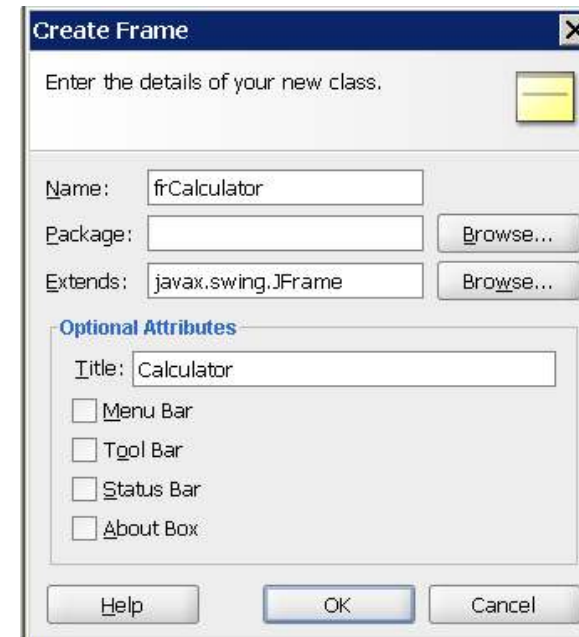 Create Frame
Enter the details of your new class.
Name: frCalculator
Package: Browse...
Extends: javax.swing.JFrame Browse...
Optional Attributes
Title: Calculator
Menu Bar
Tool Bar
Status Bar
About Box
Help OK Cancel